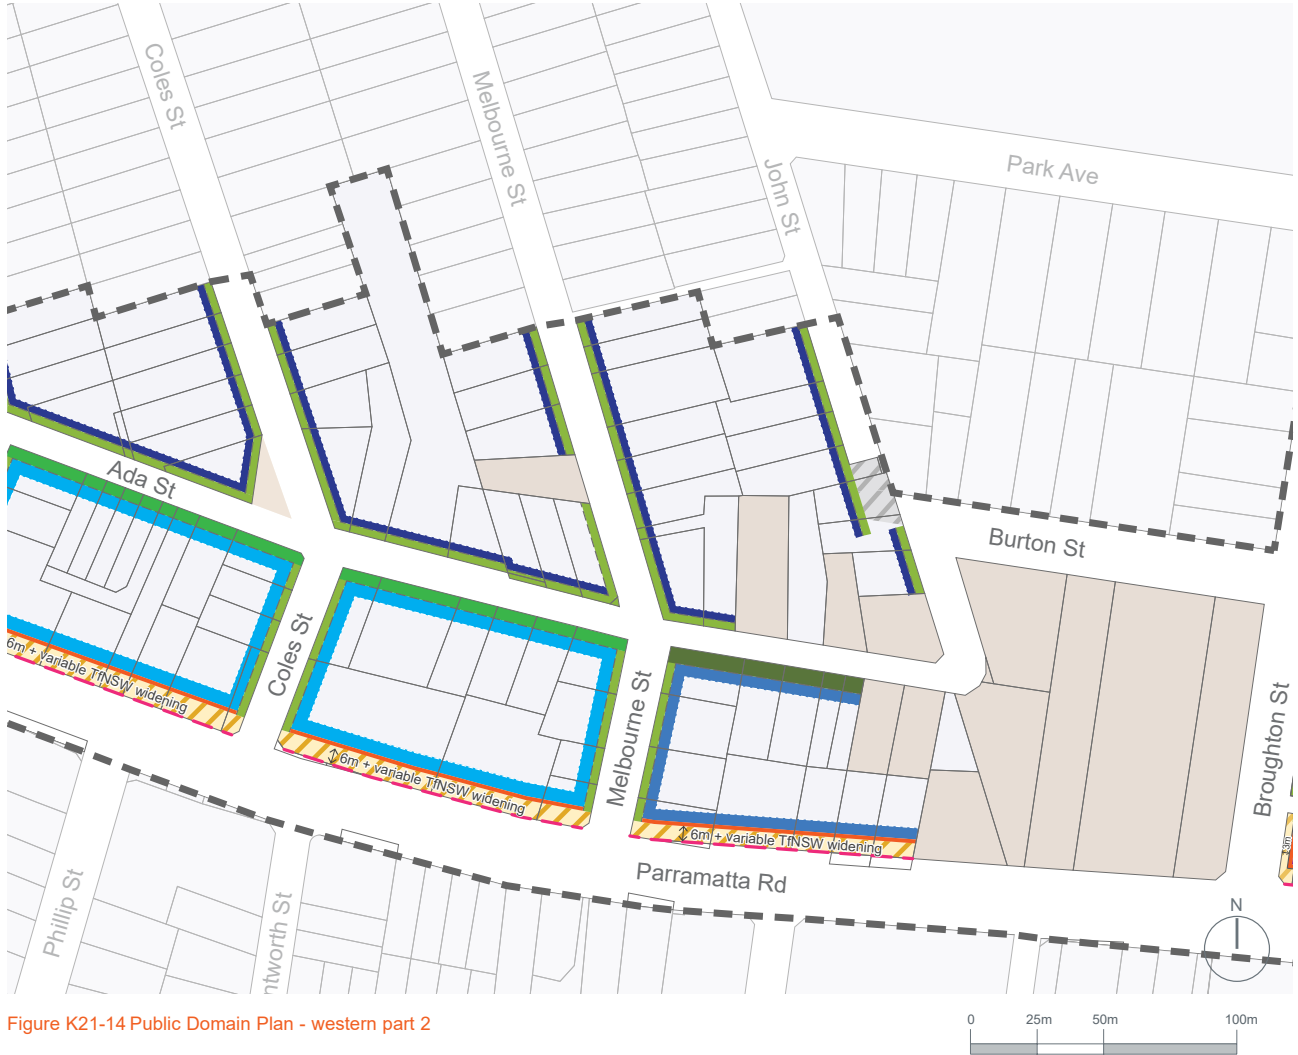 Coles St
Melbourne St
John St
Park Ave
Ada St
Burton St
Coles St
Melbourne St
Broughton St
6m + variable TfNSW widening
6m + variable TfNSW widening
6m + variable TfNSW widening
Parramatta Rd
Phillip St
ntworth St
N
Figure K21-14 Public Domain Plan - western part 2
0 25m 50m 100m